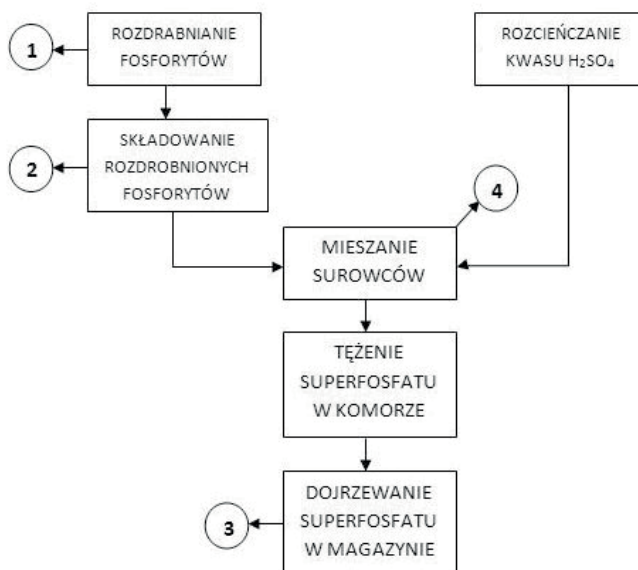 1
ROZDRABNIANIE
FOSFORYTÓW
ROZCIEŃCZANIE
KWASU H₂SO₄
2
SKŁADOWANIE
ROZDROBNIONYCH
FOSFORYTÓW
4
MIESZANIE
SUROWCÓW
TĘŻENIE
SUPERFOSFATU
W KOMORZE
3
DOJRZEWANIE
SUPERFOSFATU
W MAGAZYNIE